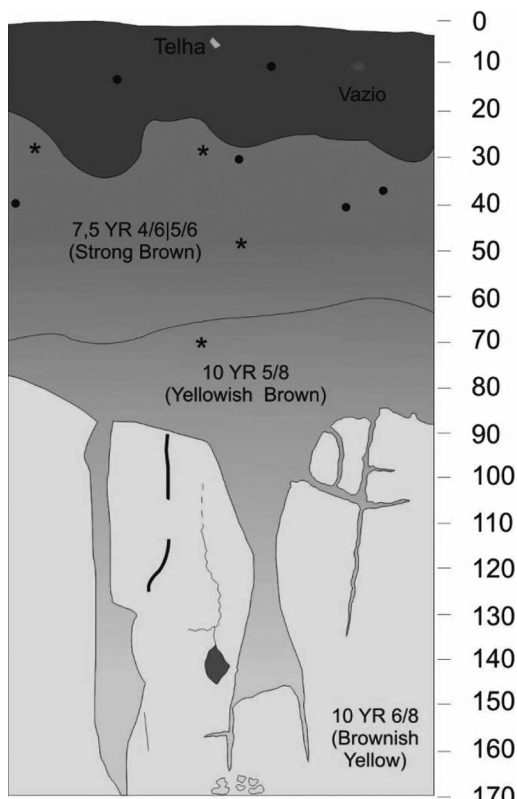 0
Telha
10
Vazio
20
30
40
7,5 YR 4/6|5/6
(Strong Brown)
50
60
70
10 YR 5/8
(Yellowish Brown)
80
90
100
110
120
130
140
150
10 YR 6/8
(Brownish
Yellow)
160
170